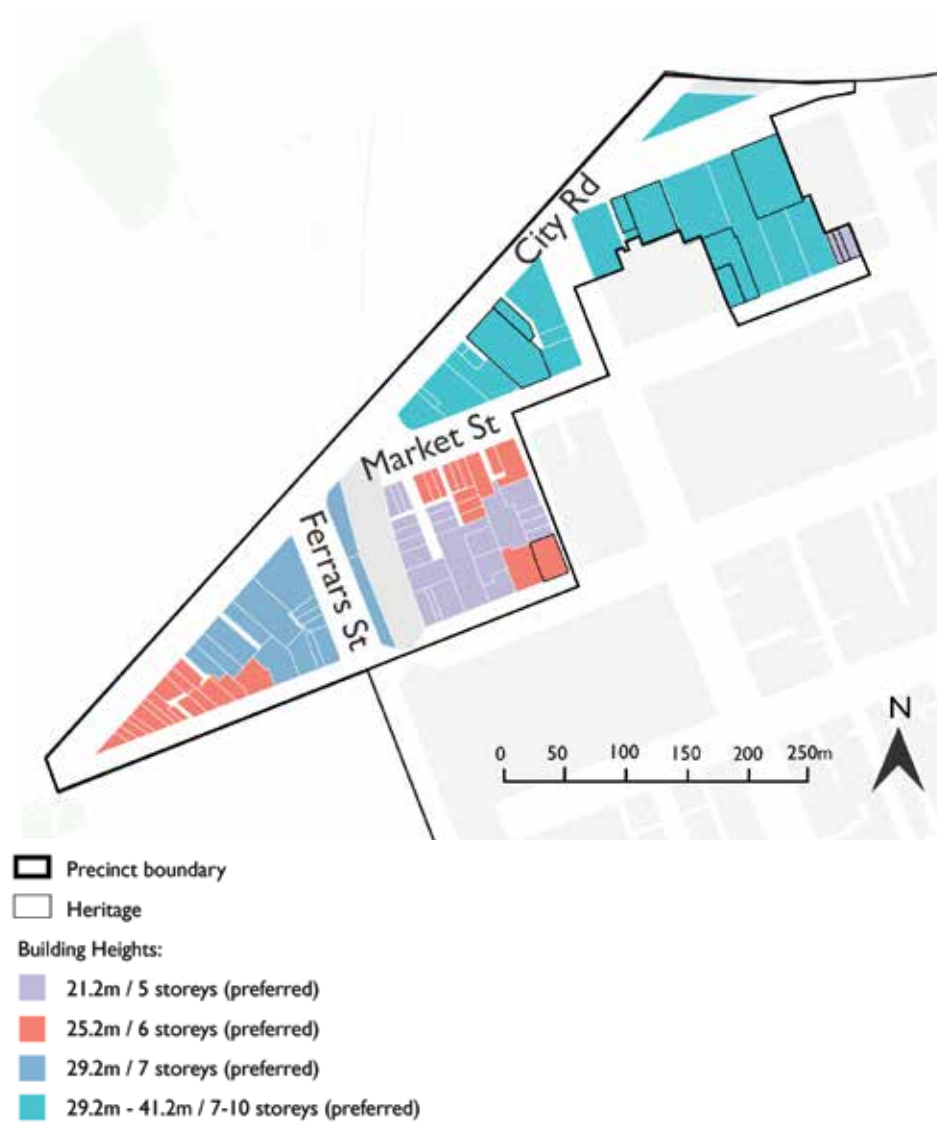 City Rd
Market St
Ferrars St
N
0 50 100 150 200 250m
Precinct boundary
Heritage
Building Heights:
21.2m / 5 storeys (preferred)
25.2m / 6 storeys (preferred)
29.2m / 7 storeys (preferred)
29.2m - 41.2m / 7-10 storeys (preferred)